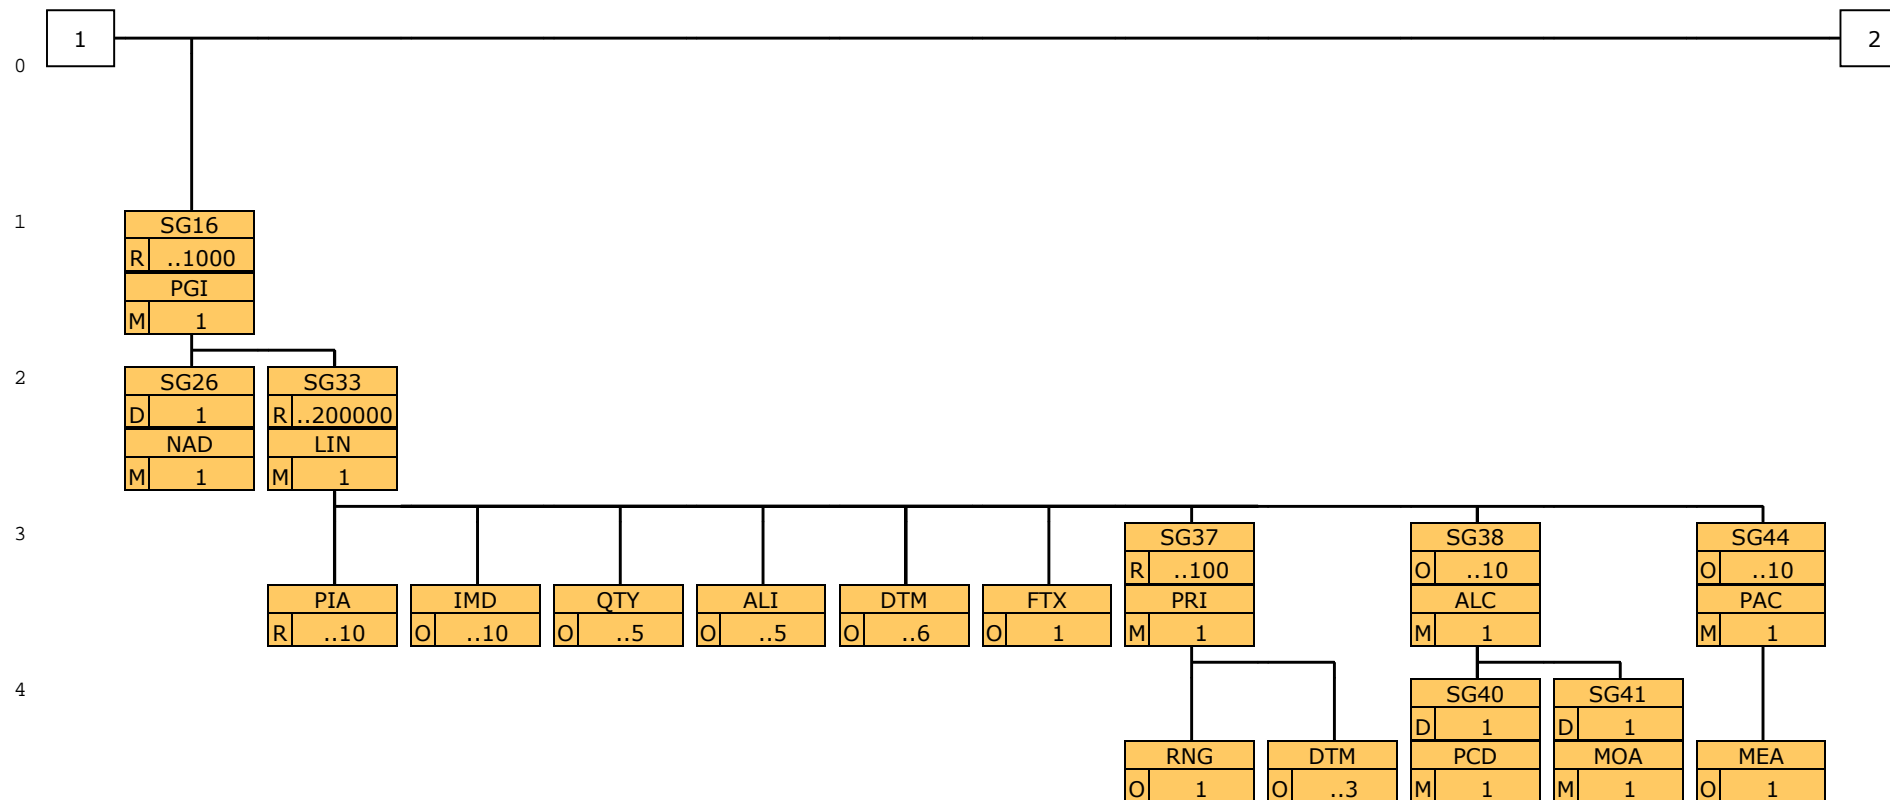 1 2
0
1
SG16
R ..1000
PGI
M 1
2
SG26 SG33
D 1 R ..200000
NAD LIN
M 1 M 1
3
SG37 SG38 SG44
R ..100 O ..10 O ..10
PIA IMD QTY ALI DTM FTX PRI ALC PAC
R ..10 O ..10 O ..5 O ..5 O ..6 O 1 M 1 M 1 M 1
4
SG40 SG41
D 1 D 1
RNG DTM PCD MOA MEA
O 1 O ..3 M 1 M 1 O 1